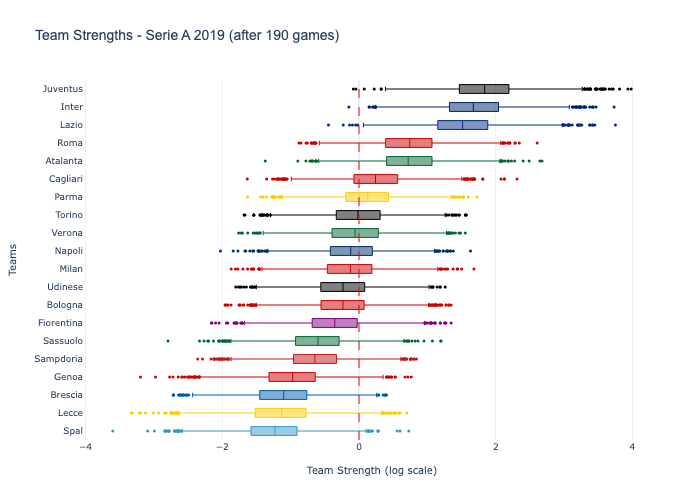 Team Strengths - Serie A 2019 (after 190 games)
Juventus
Inter
Lazio
Roma
Atalanta
Cagliari
Parma
Torino
Verona
Napoli
Milan
Udinese
Bologna
Fiorentina
Sassuolo
Sampdoria
Genoa
Brescia
Lecce
Spal
Teams
−4 −2 0 2 4
Team Strength (log scale)